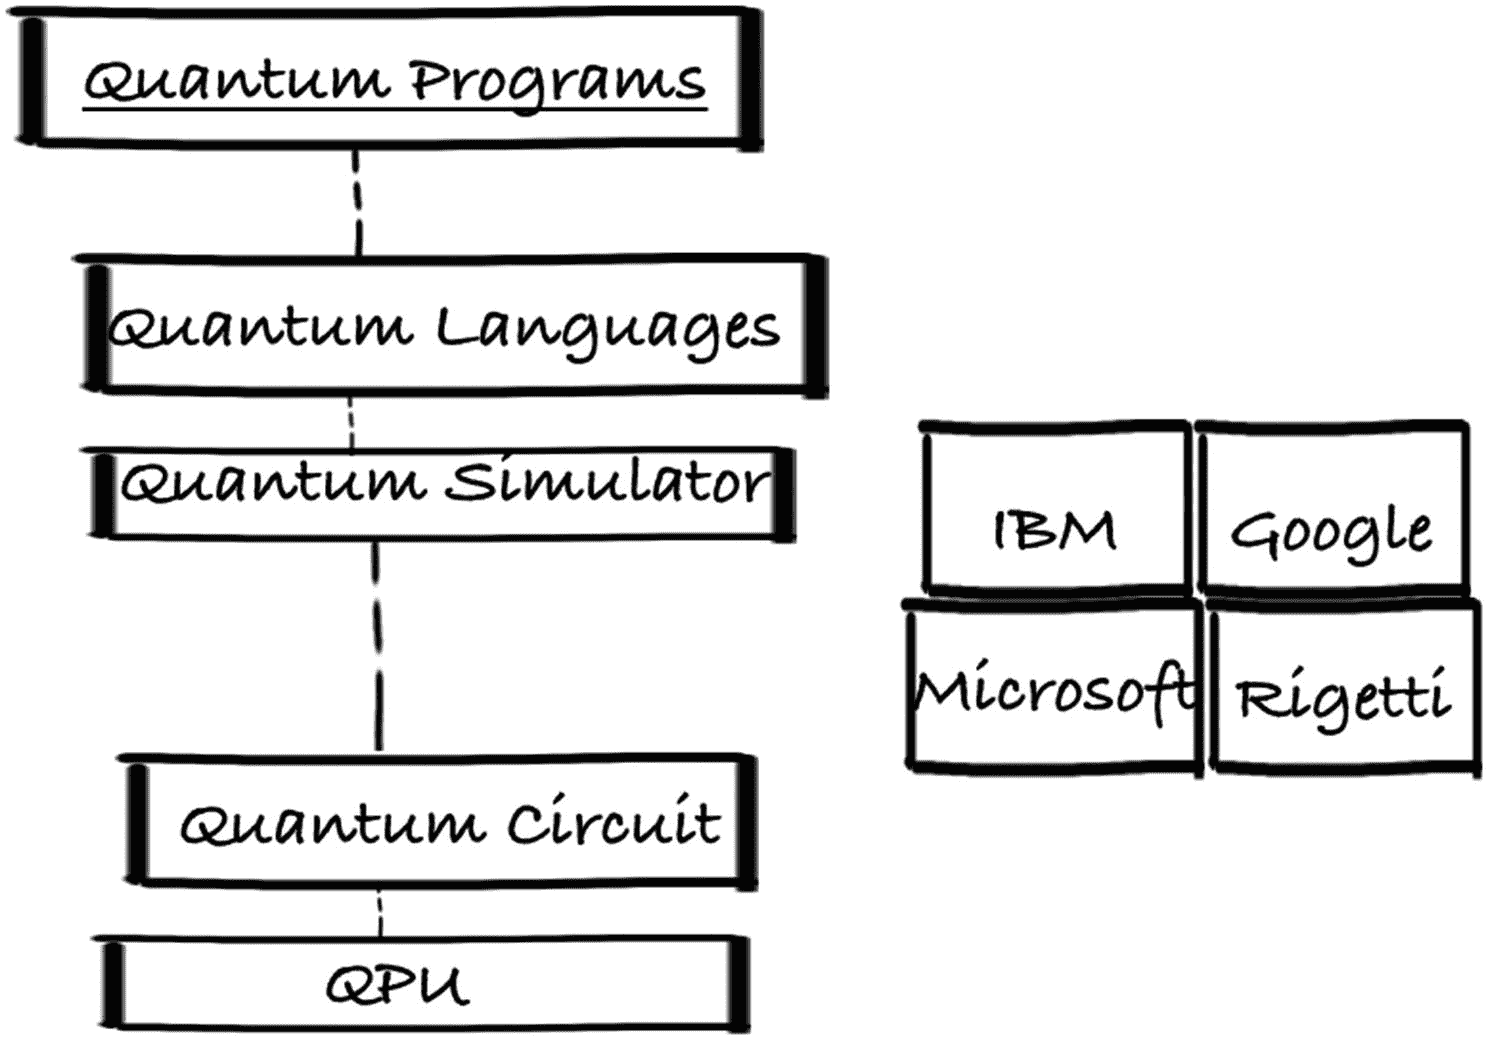 Quantum Programs
Quantum Languages
Quantum Simulator
IBM
Google
Microsoft
Rigetti
Quantum Circuit
QPU